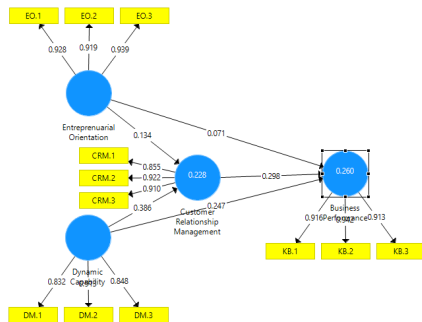 EO.1
EO.2
EO.3
0.928
0.919
0.939
Entreprenuarial
Orientation
0.134
0.071
CRM.1
CRM.2
CRM.3
0.855
0.922
0.910
0.228
0.298
0.260
Customer
Relationship
Management
0.386
0.247
Business
Performance
0.916
0.942
0.913
KB.1
KB.2
KB.3
Dynamic
Capability
0.832
0.848
DM.1
DM.2
DM.3